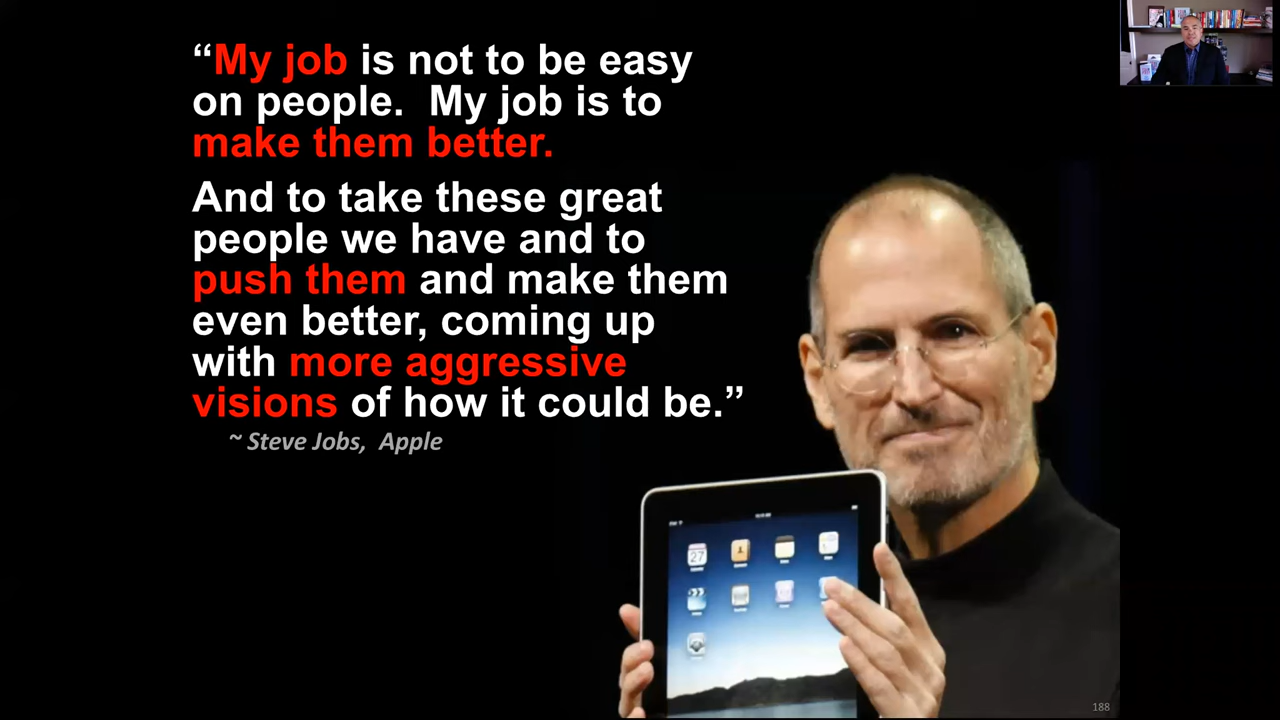 “My job is not to be easy
on people.  My job is to
make them better.
And to take these great
people we have and to
push them and make them
even better, coming up
with more aggressive
visions of how it could be.”
~ Steve Jobs,  Apple
27
188